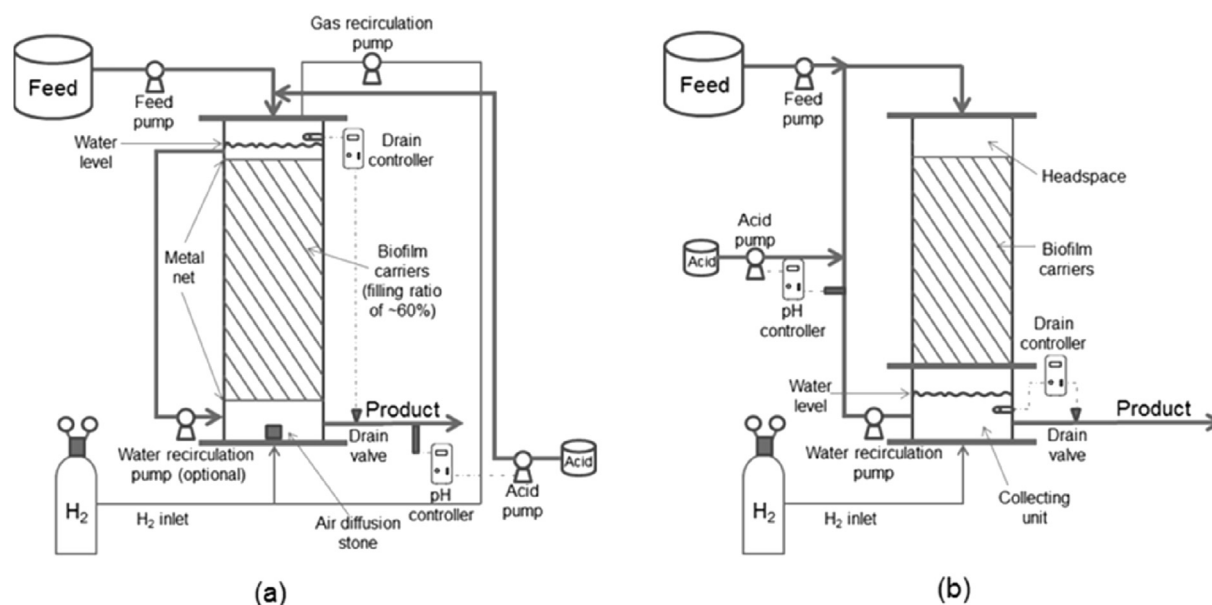 Gas recirculation
pump
Feed
Feed
pump
Water
level
Drain
controller
Metal
net
Biofilm
carriers
(filling ratio
of ~60%)
Product
Drain
valve
Water recirculation
pump (optional)
H2
H2 inlet
Air diffusion
stone
pH
controller
Acid
pump
Acid
(a)
Feed
Feed
pump
Headspace
Acid
pump
Acid
Biofilm
carriers
pH
controller
Drain
controller
Water
level
Product
Water recirculation
pump
Drain
valve
H2
H2 inlet
Collecting
unit
(b)